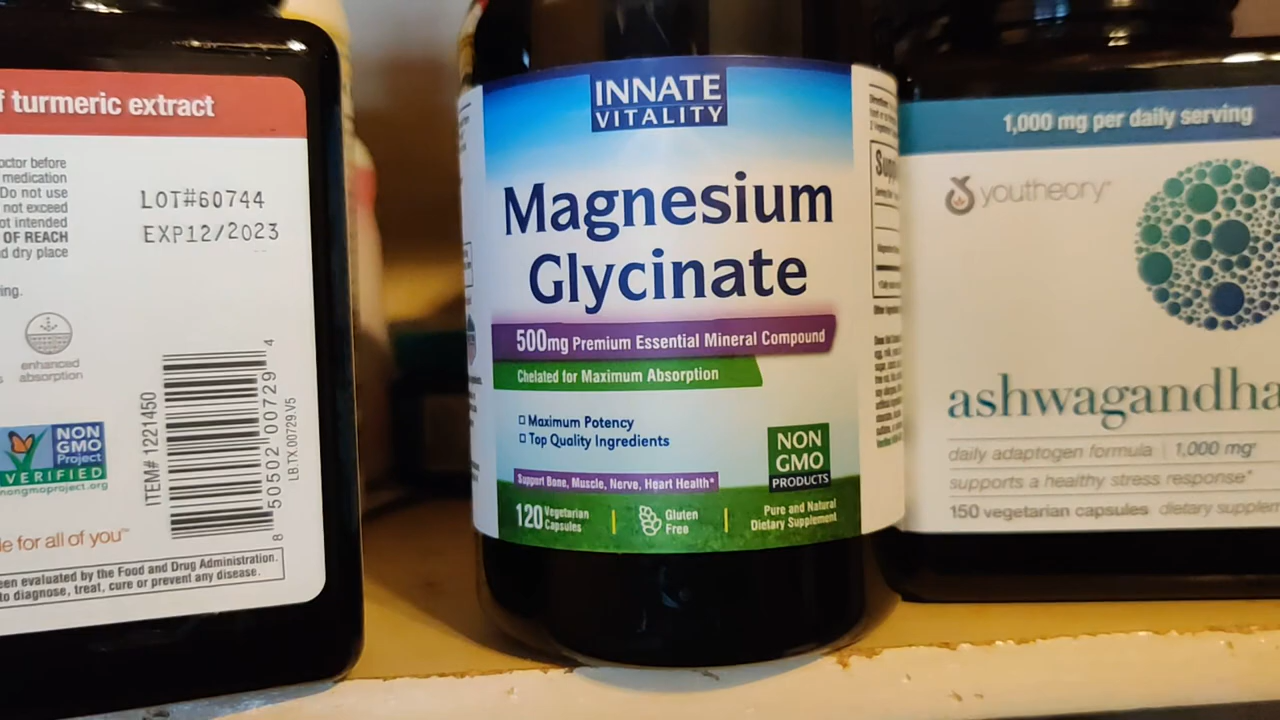 f turmeric extract
octor before
medication
Do not use
not exceed
ot intended
OF REACH
d dry place
ing.
LOT#60744
EXP12/2023
enhanced
absorption
NON
GMO
Project
VERIFIED
nongmoproject.org
ITEM# 1221450
8 50502 00729 4
LB.TX.00729.V5
le for all of you™
een evaluated by the Food and Drug Administration.
to diagnose, treat, cure or prevent any disease.
INNATE
VITALITY
Magnesium
Glycinate
500mg Premium Essential Mineral Compound
Chelated for Maximum Absorption
Maximum Potency
Top Quality Ingredients
NON
GMO
PRODUCTS
Support Bone, Muscle, Nerve, Heart Health*
120 Vegetarian
Capsules
Gluten
Free
Pure and Natural
Dietary Supplement
Supp
1,000 mg per daily serving
youtheory™
ashwagandha
daily adaptogen formula | 1,000 mg*
supports a healthy stress response*
150 vegetarian capsules dietary supplem